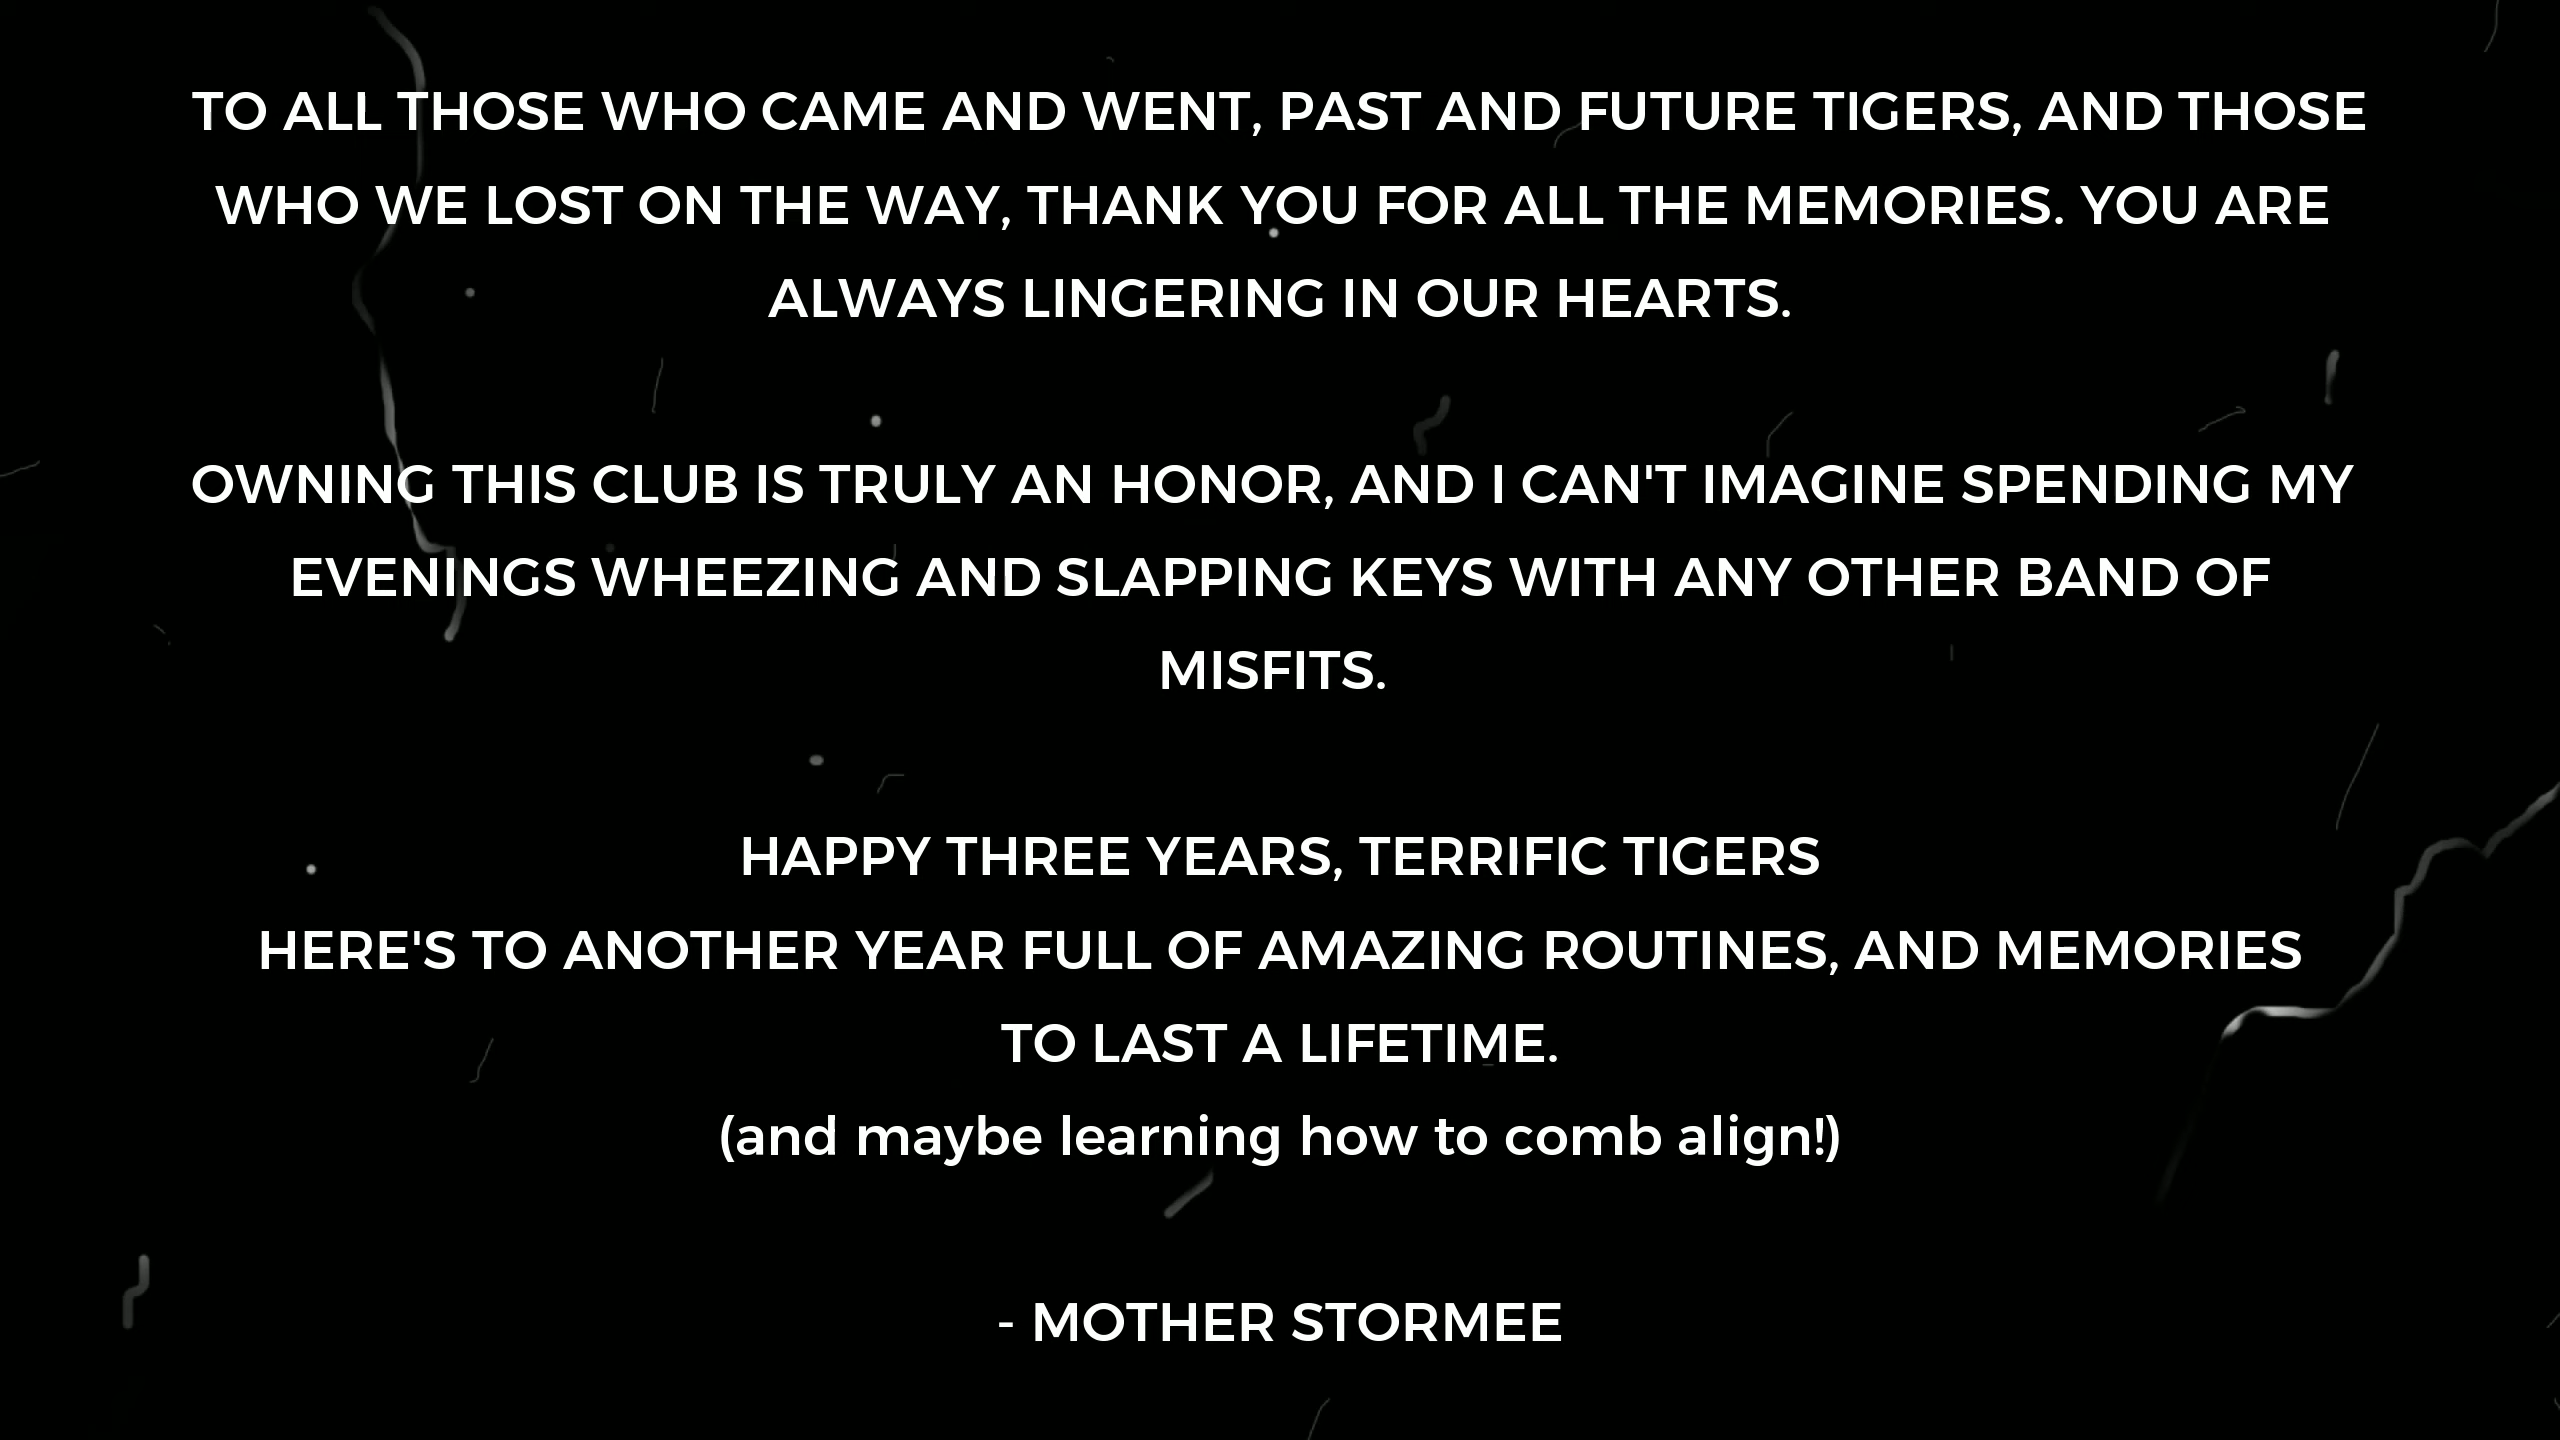 TO ALL THOSE WHO CAME AND WENT, PAST AND FUTURE TIGERS, AND THOSE
WHO WE LOST ON THE WAY, THANK YOU FOR ALL THE MEMORIES. YOU ARE
ALWAYS LINGERING IN OUR HEARTS.
OWNING THIS CLUB IS TRULY AN HONOR, AND I CAN'T IMAGINE SPENDING MY
EVENINGS WHEEZING AND SLAPPING KEYS WITH ANY OTHER BAND OF
MISFITS.
HAPPY THREE YEARS, TERRIFIC TIGERS
HERE'S TO ANOTHER YEAR FULL OF AMAZING ROUTINES, AND MEMORIES
TO LAST A LIFETIME.
(and maybe learning how to comb align!)
- MOTHER STORMEE